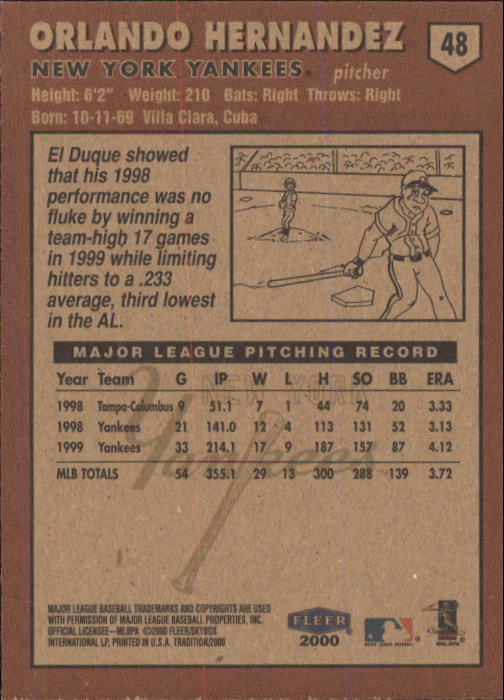 ORLANDO HERNANDEZ
48
NEW YORK YANKEES® pitcher
Height: 6'2" Weight: 210 Bats: Right Throws: Right
Born: 10-11-69 Villa Clara, Cuba
El Duque showed
that his 1998
performance was no
fluke by winning a
team-high 17 games
in 1999 while limiting
hitters to a .233
average, third lowest
in the AL.
MAJOR LEAGUE PITCHING RECORD
Year Team G IP W L H SO BB ERA
NEW YORK
Yankees
1998 Tampa-Columbus 9 51.1 7 1 44 74 20 3.33
1998 Yankees 21 141.0 12 4 113 131 52 3.13
1999 Yankees 33 214.1 17 9 187 157 87 4.12
MLB TOTALS 54 355.1 29 13 300 288 139 3.72
MAJOR LEAGUE BASEBALL TRADEMARKS AND COPYRIGHTS ARE USED
WITH PERMISSION OF MAJOR LEAGUE BASEBALL PROPERTIES, INC.
OFFICIAL LICENSEE—MLBPA ©2000 FLEER/SKYBOX
INTERNATIONAL LP, PRINTED IN U.S.A. TRADITION/2000
FLEER
2000